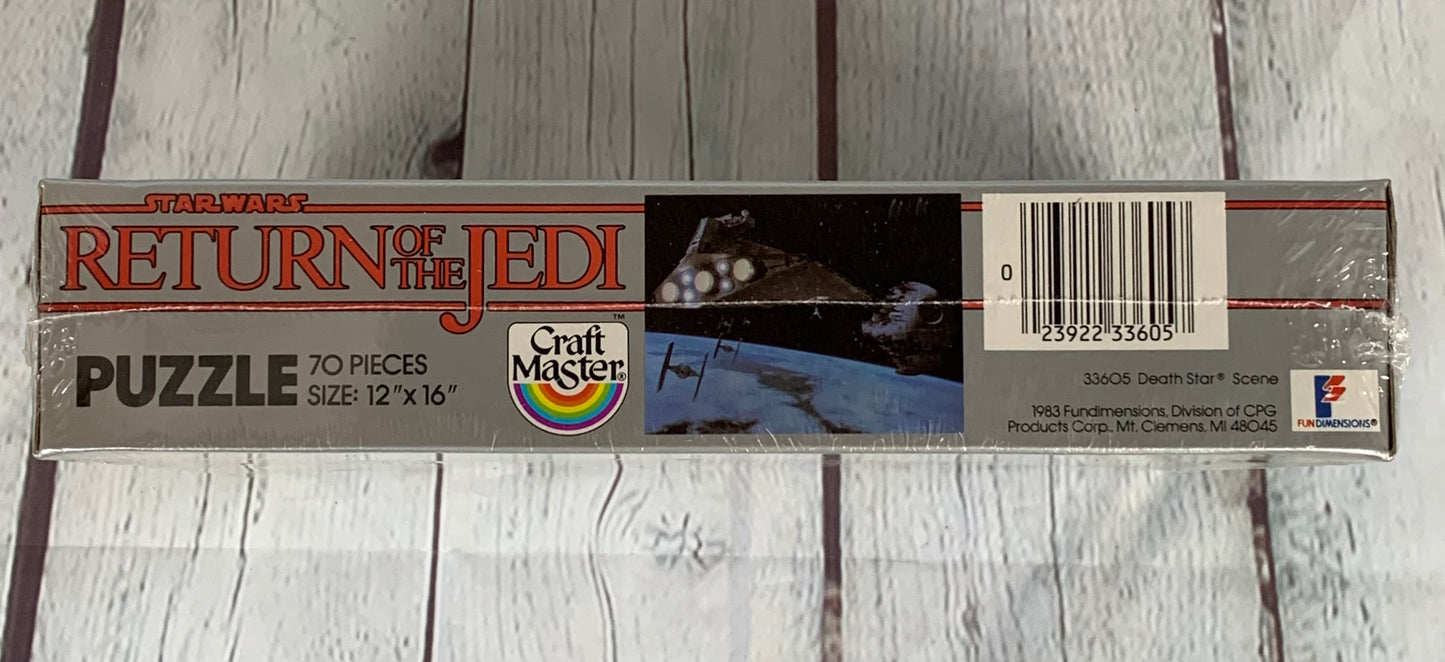 STAR WARS
RETURN OF THE JEDI
™
PUZZLE
70 PIECES
SIZE: 12"x 16"
Craft
Master®
0
23922 33605
33605 Death Star® Scene
1983 Fundimensions, Division of CPG
Products Corp., Mt. Clemens, MI 48045
FUNDIMENSIONS®